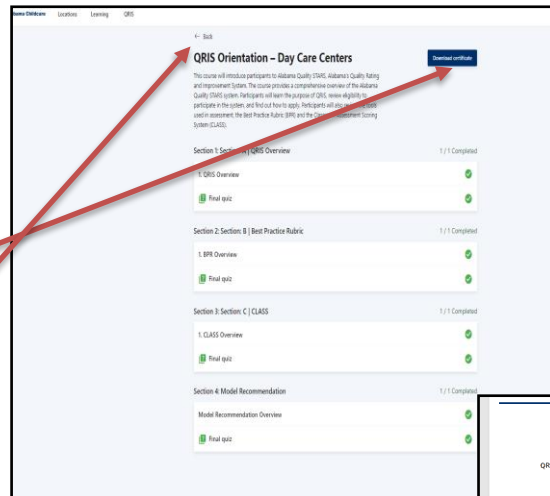 Alabama Childcare Locations Learning QRIS
← Back
QRIS Orientation – Day Care Centers
Download certificate
This course will introduce participants to Alabama Quality STARS, Alabama's Quality Rating
and Improvement System. The course provides a comprehensive overview of the Alabama
Quality STARS system. Participants will learn the purpose of QRIS, review eligibility to
participate in the system, and find out how to apply. Participants will also
used in assessment, the Best Practice Rubric (BPR) and the Assessment Scoring
System (CLASS).
Section 1: Section: A | QRIS Overview 1 / 1 Completed
1. QRIS Overview
Final quiz
Section 2: Section: B | Best Practice Rubric 1 / 1 Completed
1. BPR Overview
Final quiz
Section 3: Section: C | CLASS 1 / 1 Completed
1. CLASS Overview
Final quiz
Section 4: Model Recommendation 1 / 1 Completed
Model Recommendation Overview
Final quiz